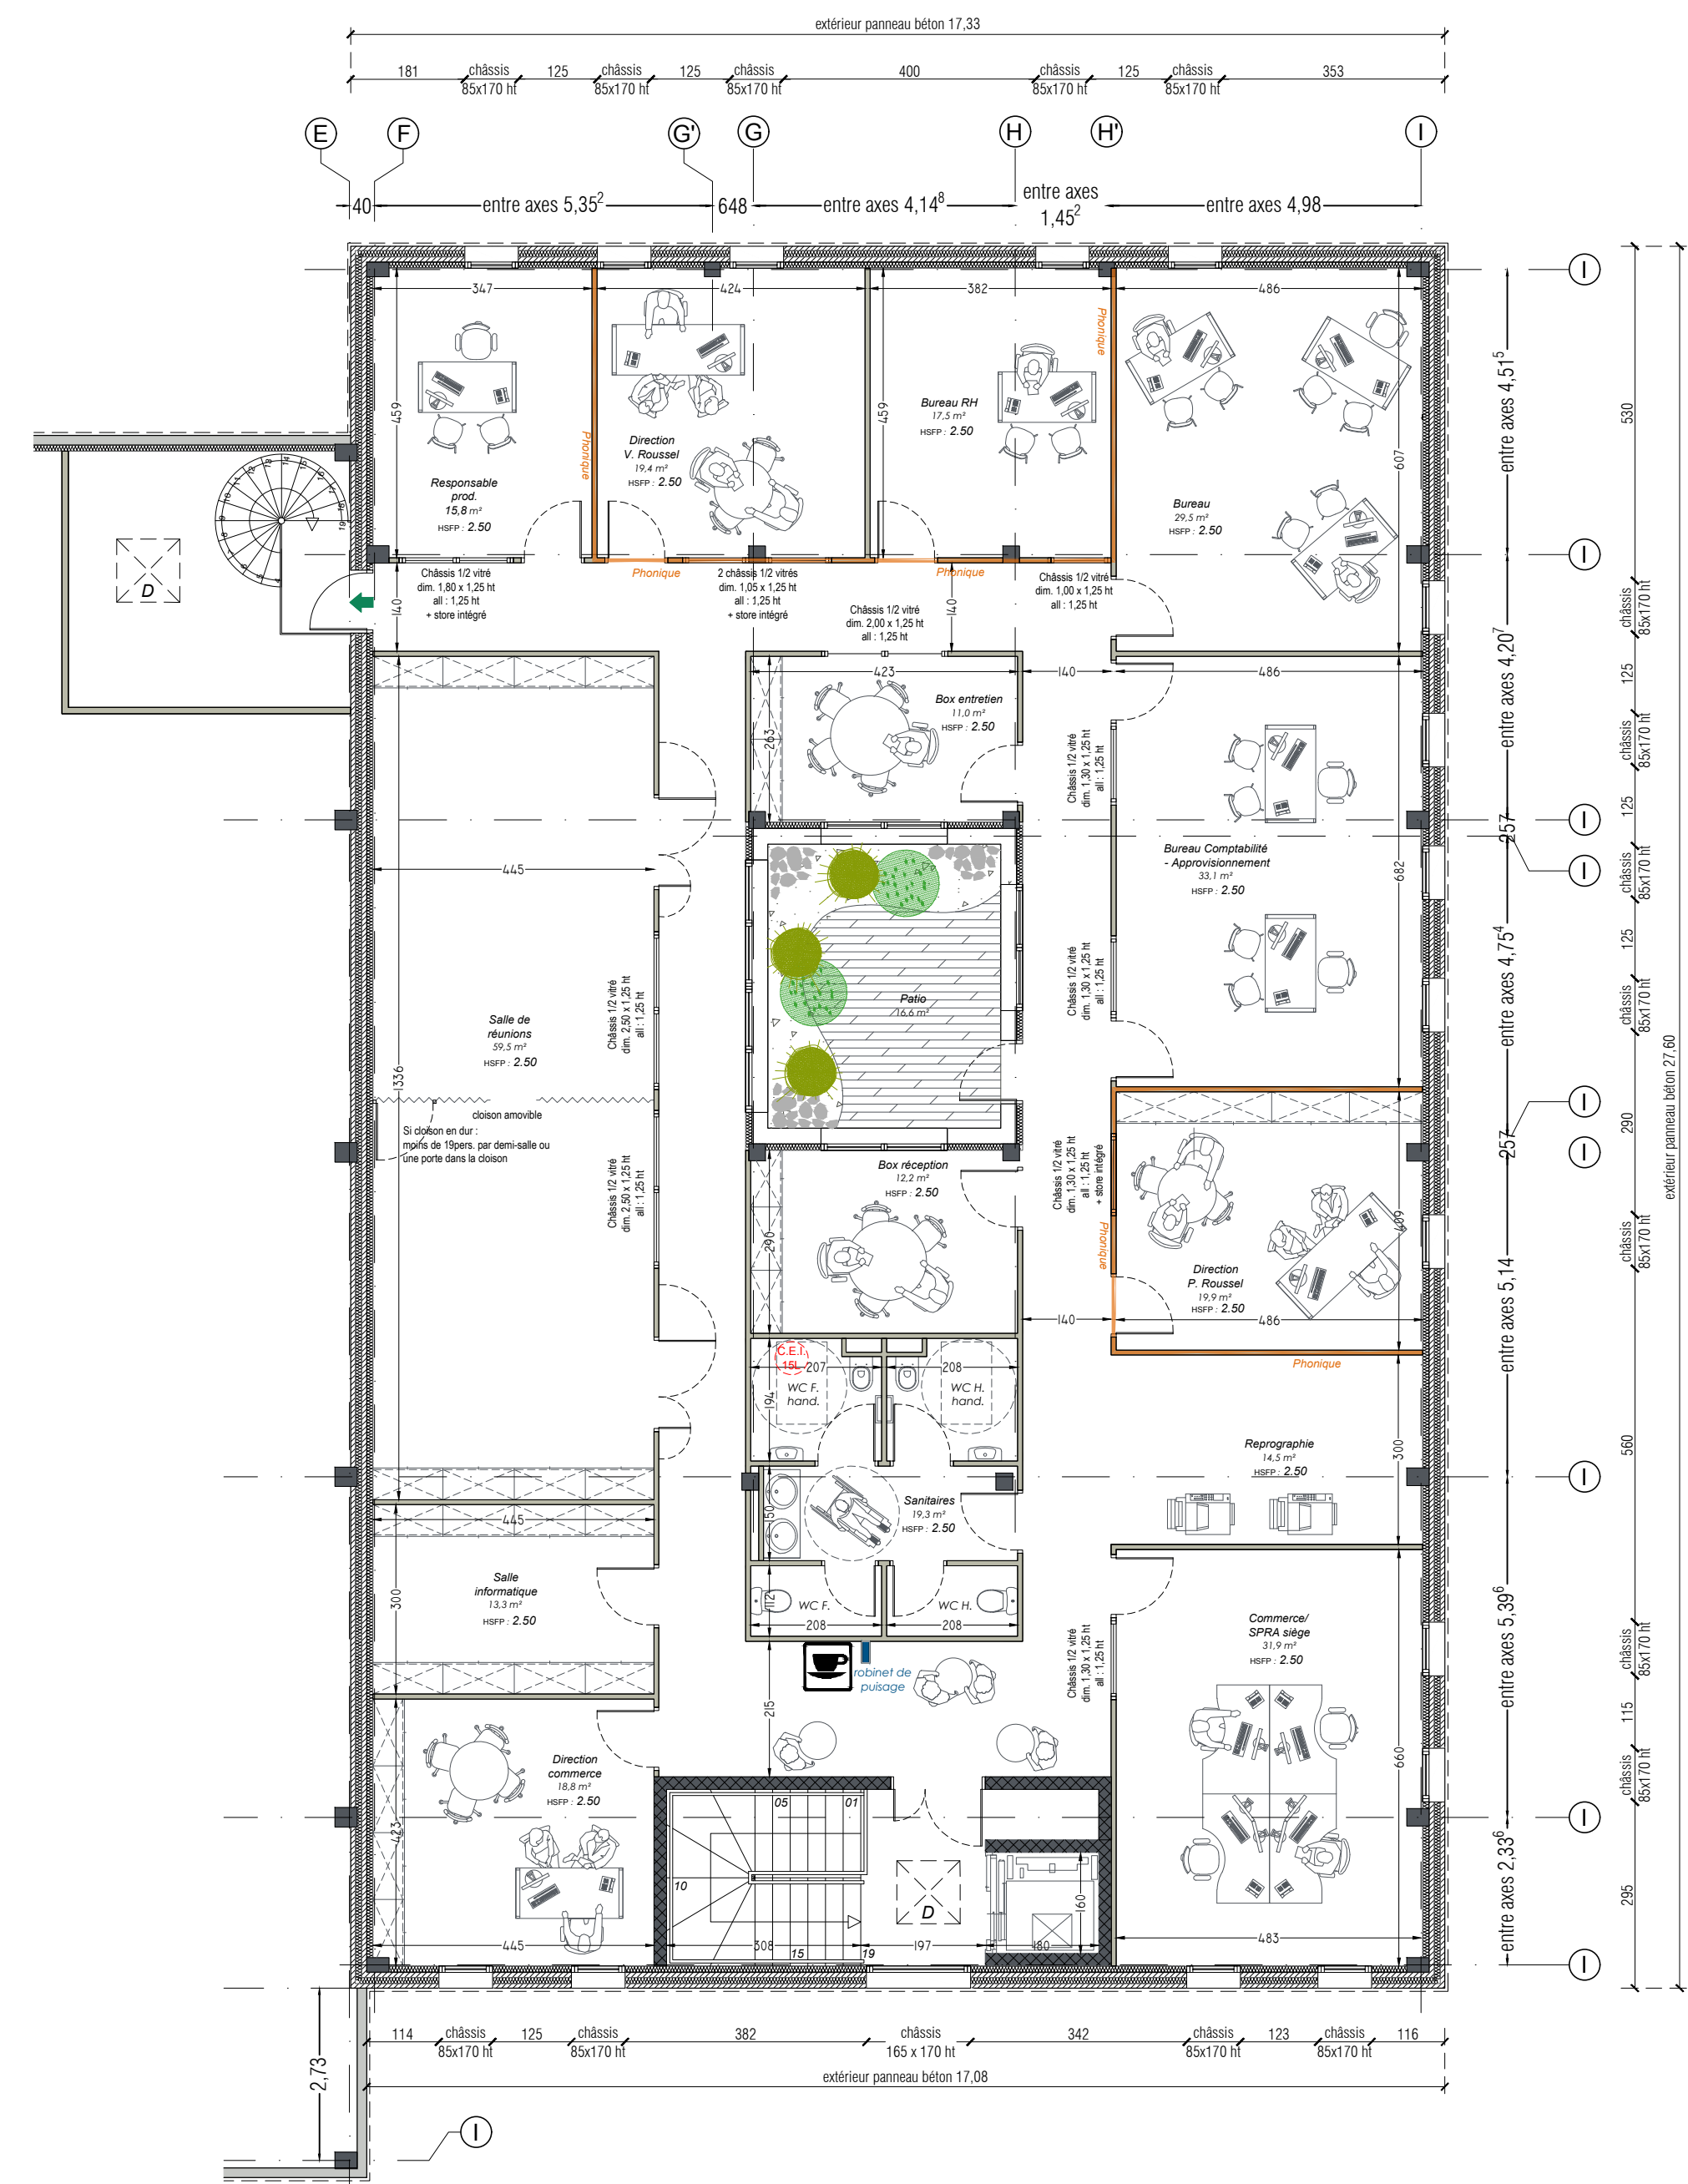 extérieur panneau béton 17,33
181
châssis
85x170 ht
125
châssis
85x170 ht
125
châssis
85x170 ht
400
châssis
85x170 ht
125
châssis
85x170 ht
353
E
F
G'
G
H
H'
I
40
entre axes 5,35²
648
entre axes 4,14⁸
entre axes
1,45²
entre axes 4,98
347
424
382
486
459
459
607
Responsable
prod.
15,8 m²
HSFP : 2.50
Phonique
Direction
V. Roussel
19,4 m²
HSFP : 2.50
Bureau RH
17,5 m²
HSFP : 2.50
Phonique
Bureau
29,5 m²
HSFP : 2.50
Châssis 1/2 vitré
dim. 1,80 x 1,25 ht
all : 1,25 ht
+ store intégré
Phonique
2 châssis 1/2 vitrés
dim. 1,05 x 1,25 ht
all : 1,25 ht
+ store intégré
Phonique
Châssis 1/2 vitré
dim. 2,00 x 1,25 ht
all : 1,25 ht
Châssis 1/2 vitré
dim. 1,00 x 1,25 ht
all : 1,25 ht
140
140
D
423
140
486
263
Box entretien
11,0 m²
HSFP : 2.50
Châssis 1/2 vitré
dim. 1,30 x 1,25 ht
all : 1,25 ht
Bureau Comptabilité
- Approvisionnement
33,1 m²
HSFP : 2.50
682
445
1336
Salle de
réunions
59,5 m²
HSFP : 2.50
Châssis 1/2 vitré
dim. 2,50 x 1,25 ht
all : 1,25 ht
Patio
16,6 m²
Châssis 1/2 vitré
dim. 1,30 x 1,25 ht
all : 1,25 ht
cloison amovible
Si cloison en dur :
moins de 19pers. par demi-salle ou
une porte dans la cloison
Châssis 1/2 vitré
dim. 2,50 x 1,25 ht
all : 1,25 ht
Box réception
12,2 m²
HSFP : 2.50
290
Châssis 1/2 vitré
dim. 1,30 x 1,25 ht
all : 1,25 ht
+ store intégré
Phonique
Direction
P. Roussel
19,9 m²
HSFP : 2.50
409
140
486
Phonique
C.E.I.
15L
207
208
194
WC F.
hand.
WC H.
hand.
Reprographie
14,5 m²
HSFP : 2.50
300
150
Sanitaires
19,3 m²
HSFP : 2.50
445
300
Salle
informatique
13,3 m²
HSFP : 2.50
112
WC F.
WC H.
208
208
robinet de
puisage
215
Châssis 1/2 vitré
dim. 1,30 x 1,25 ht
all : 1,25 ht
Commerce/
SPRA siège
31,9 m²
HSFP : 2.50
660
Direction
commerce
18,8 m²
HSFP : 2.50
423
05
01
10
15
19
D
160
445
308
197
180
483
entre axes 4,51⁵
entre axes 4,20⁷
257
entre axes 4,75⁴
257
entre axes 5,14
entre axes 5,39⁶
entre axes 2,33⁶
I
I
I
I
I
I
I
I
I
530
châssis
85x170 ht
125
châssis
85x170 ht
125
châssis
85x170 ht
125
châssis
85x170 ht
290
châssis
85x170 ht
560
châssis
85x170 ht
115
châssis
85x170 ht
295
extérieur panneau béton 27,60
114
châssis
85x170 ht
125
châssis
85x170 ht
382
châssis
165 x 170 ht
342
châssis
85x170 ht
123
châssis
85x170 ht
116
extérieur panneau béton 17,08
2,73
I